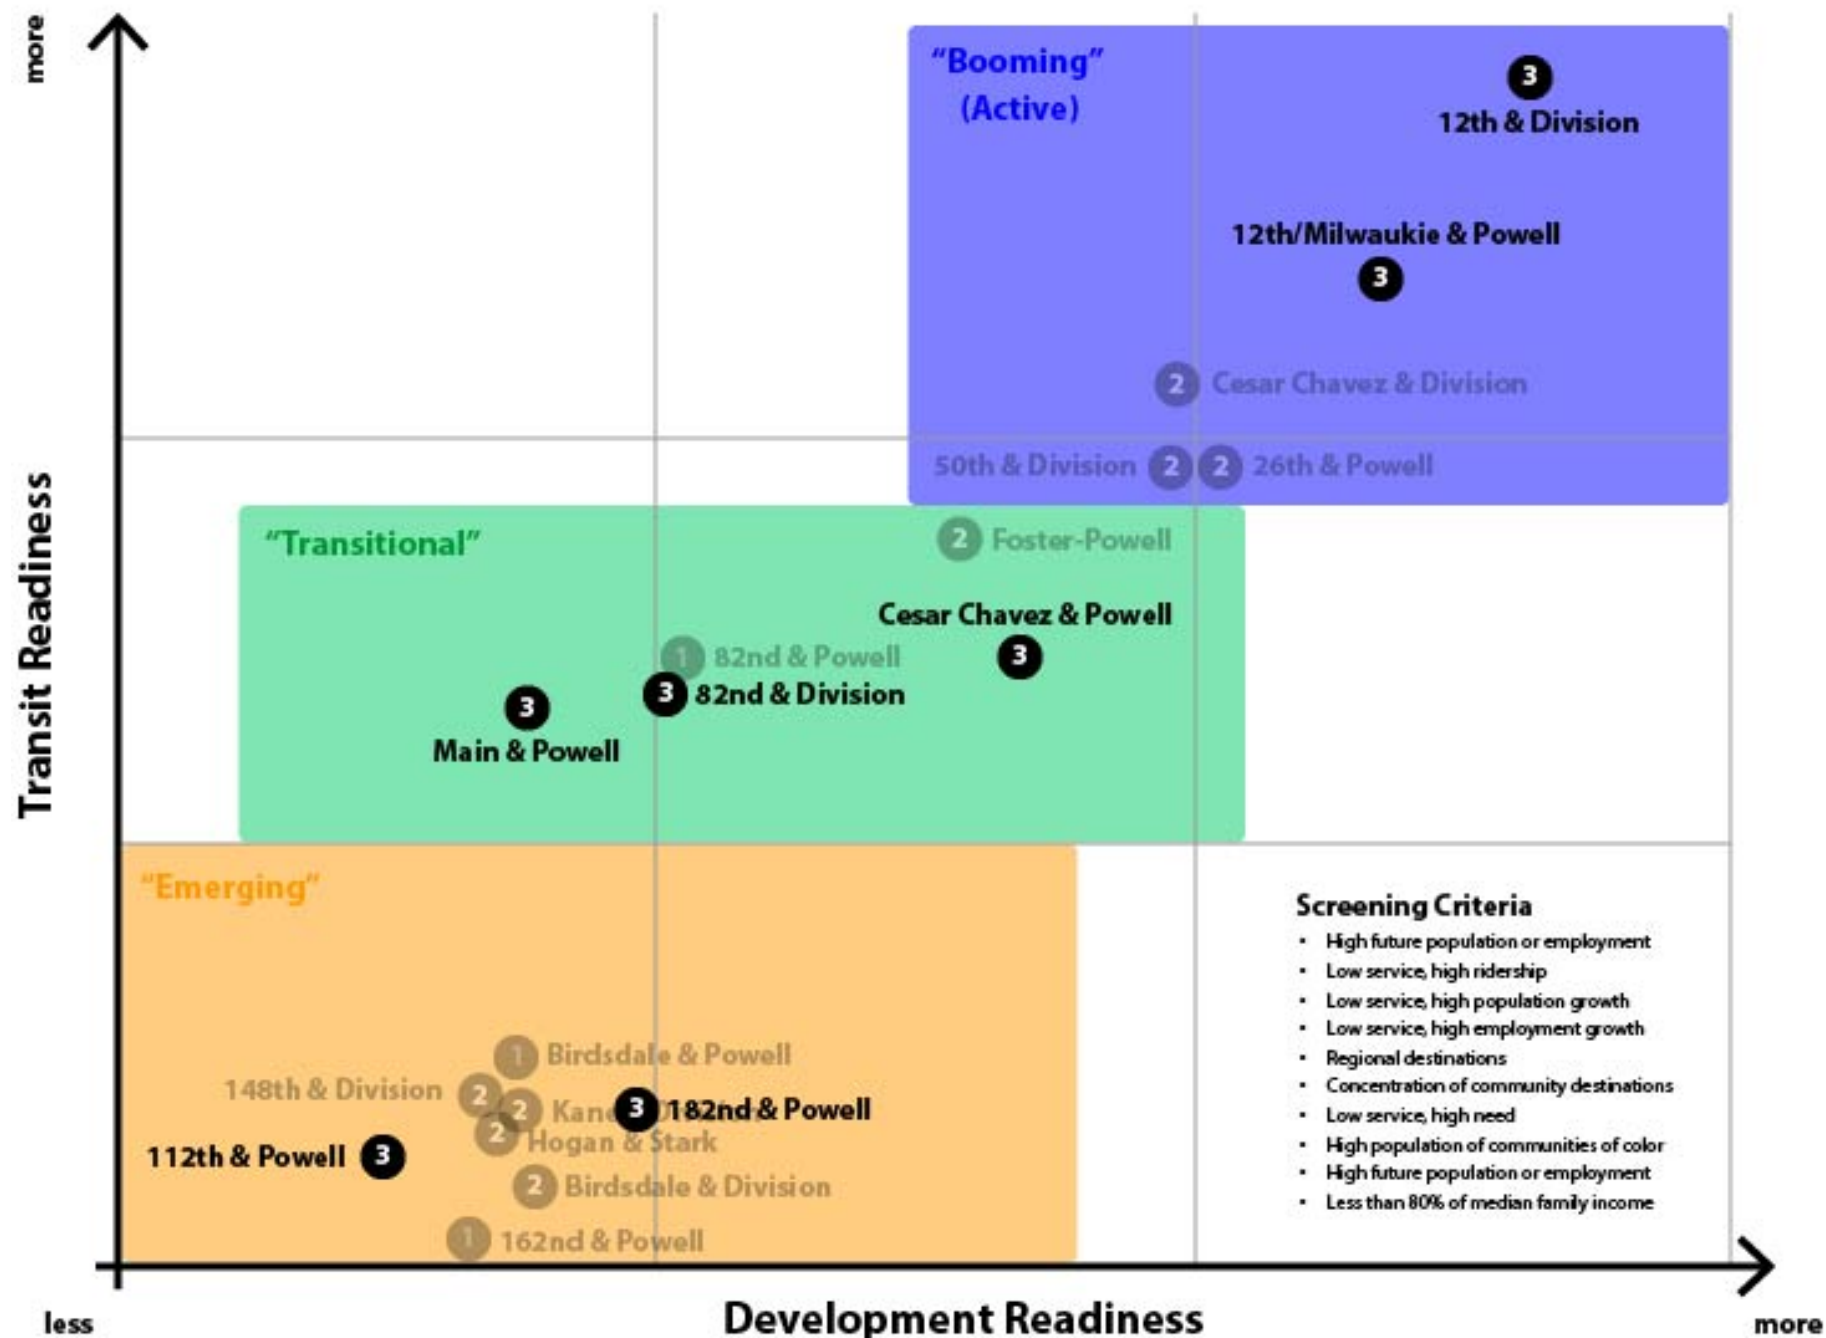 more
"Booming"
(Active)
3
12th & Division
12th/Milwaukie & Powell
3
2 Cesar Chavez & Division
50th & Division 2 2 26th & Powell
Transit Readiness
"Transitional"
2 Foster-Powell
Cesar Chavez & Powell
3
1 82nd & Powell
3 82nd & Division
3
Main & Powell
"Emerging"
1 Birdsdale & Powell
148th & Division 2
2 Kane
3 182nd & Powell
2 Hogan & Stark
112th & Powell 3
2 Birdsdale & Division
1 162nd & Powell
Screening Criteria
• High future population or employment
• Low service, high ridership
• Low service, high population growth
• Low service, high employment growth
• Regional destinations
• Concentration of community destinations
• Low service, high need
• High population of communities of color
• High future population or employment
• Less than 80% of median family income
less
Development Readiness
more